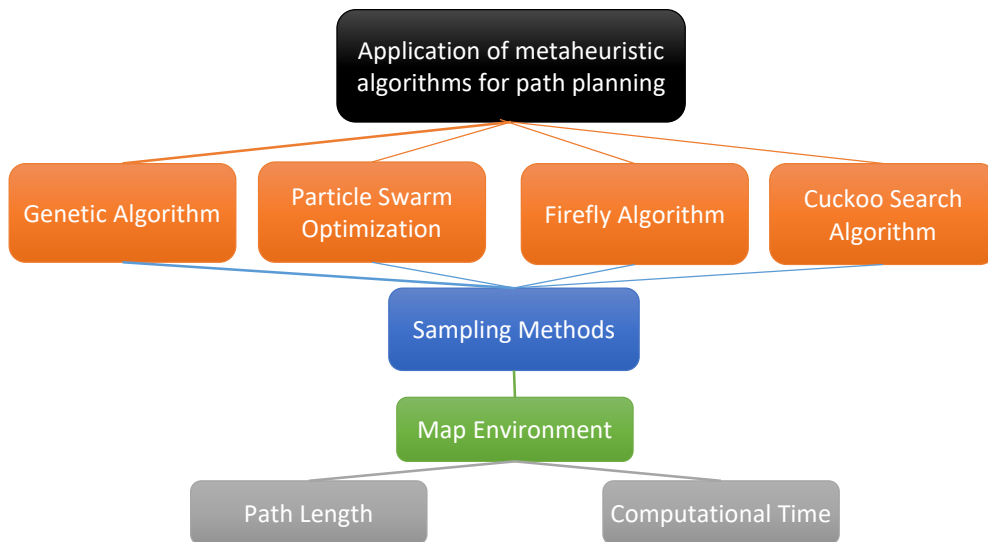 Application of metaheuristic
algorithms for path planning
Genetic Algorithm
Particle Swarm
Optimization
Firefly Algorithm
Cuckoo Search
Algorithm
Sampling Methods
Map Environment
Path Length
Computational Time